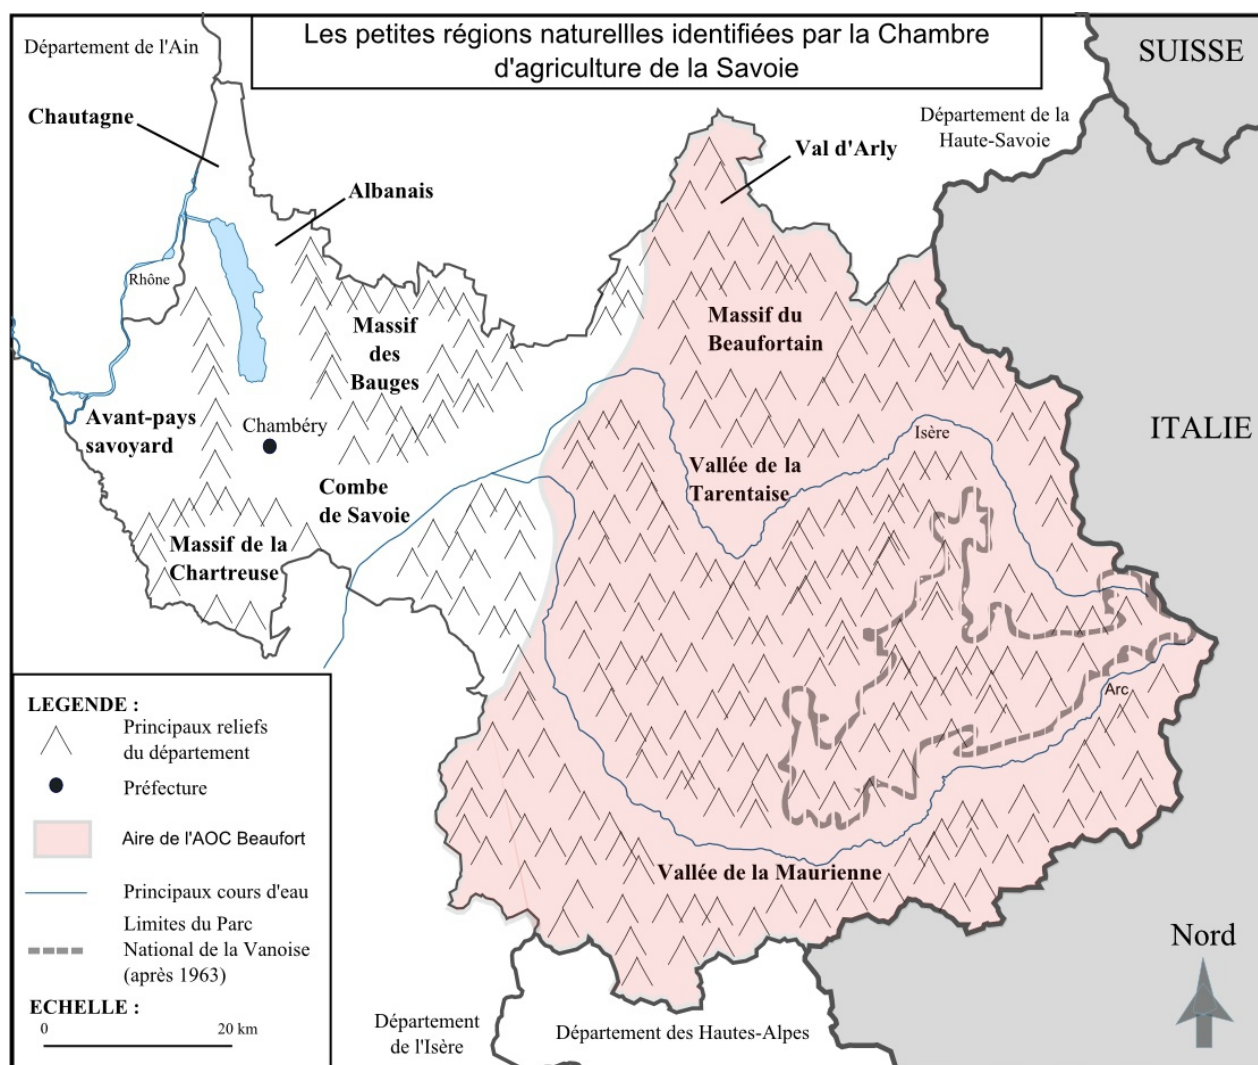 Les petites régions naturellles identifiées par la Chambre
d'agriculture de la Savoie
Département de l'Ain
SUISSE
Chautagne
Département de la
Haute-Savoie
Val d'Arly
Albanais
Rhône
Massif
des
Bauges
Massif du
Beaufortain
Avant-pays
savoyard
Chambéry
Isère
ITALIE
Vallée de la
Tarentaise
Combe
de Savoie
Massif de la
Chartreuse
Arc
Vallée de la Maurienne
LEGENDE :
Principaux reliefs
du département
Préfecture
Aire de l'AOC Beaufort
Principaux cours d'eau
Limites du Parc
National de la Vanoise
(après 1963)
ECHELLE :
0 20 km
Département
de l'Isère
Département des Hautes-Alpes
Nord